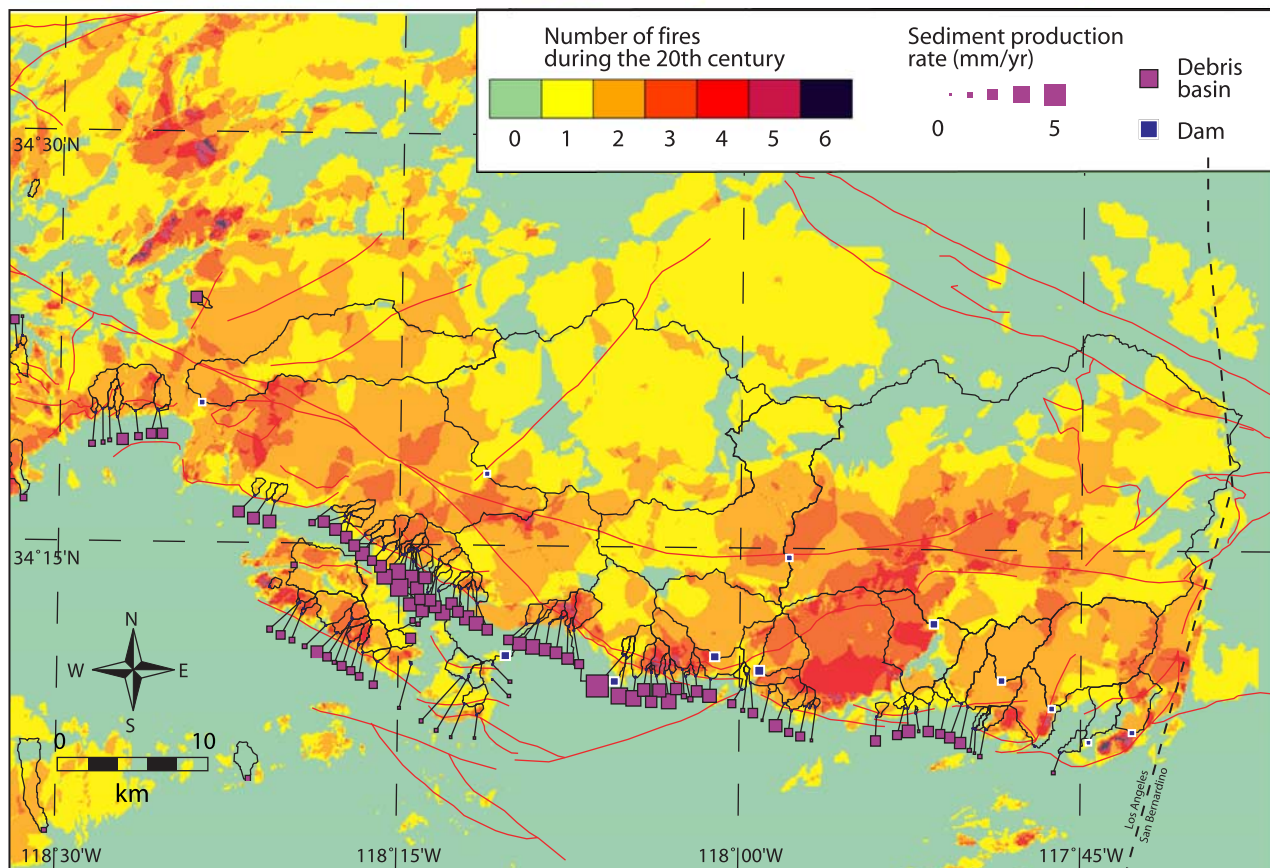 Number of fires
during the 20th century
0 1 2 3 4 5 6
Sediment production
rate (mm/yr)
0 5
Debris
basin
Dam
34°30'N
34°15'N
N
W E
S
0 10
km
Los Angeles
San Bernardino
118°30'W 118°15'W 118°00'W 117°45'W